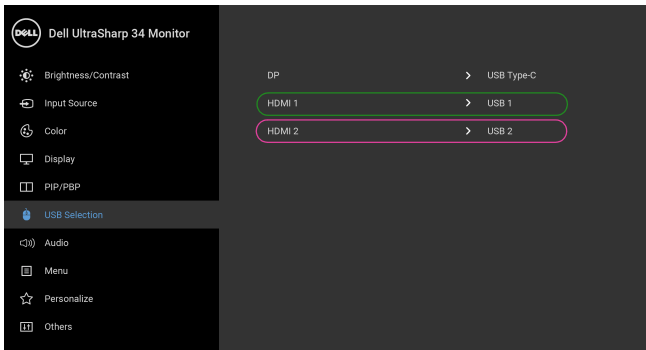 DELL Dell UltraSharp 34 Monitor
Brightness/Contrast
Input Source
Color
Display
PIP/PBP
USB Selection
Audio
Menu
Personalize
Others
DP > USB Type-C
HDMI 1 > USB 1
HDMI 2 > USB 2